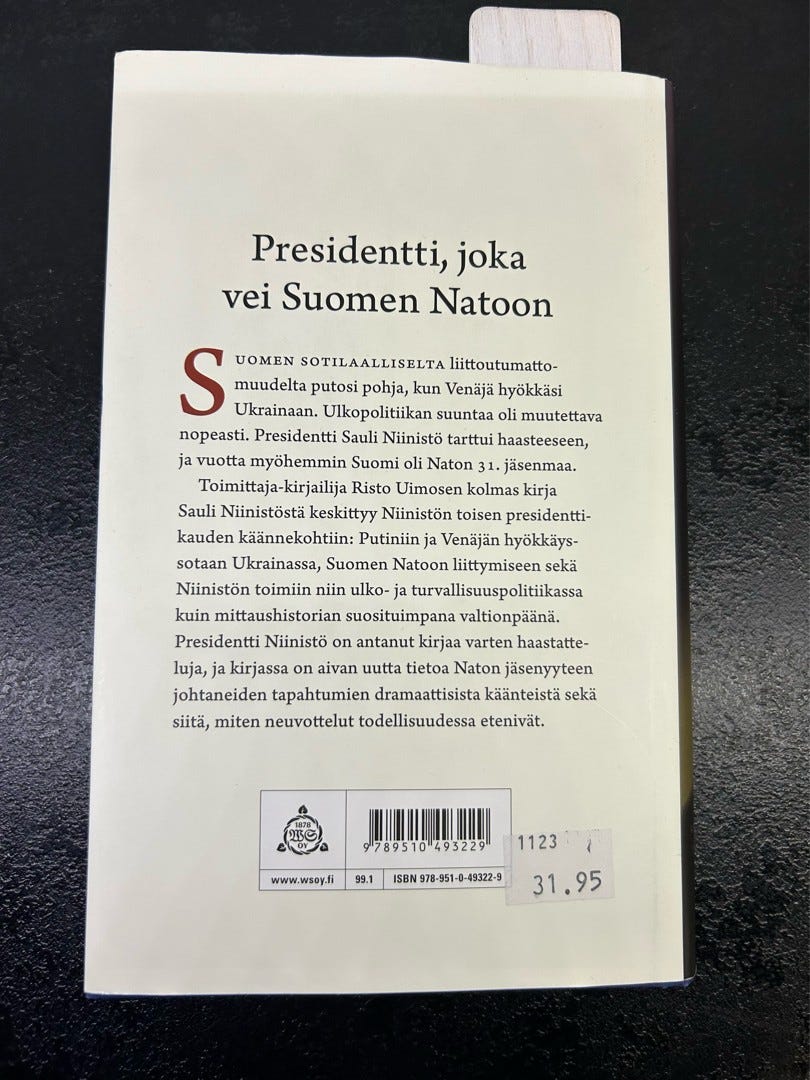 Presidentti, joka
vei Suomen Natoon
SUOMEN SOTILAALLISELTA liittoutumatto-
muudelta putosi pohja, kun Venäjä hyökkäsi
Ukrainaan. Ulkopolitiikan suuntaa oli muutettava
nopeasti. Presidentti Sauli Niinistö tarttui haasteeseen,
ja vuotta myöhemmin Suomi oli Naton 31. jäsenmaa.
Toimittaja-kirjailija Risto Uimosen kolmas kirja
Sauli Niinistöstä keskittyy Niinistön toisen presidentti-
kauden käännekohtiin: Putiniin ja Venäjän hyökkäys-
sotaan Ukrainassa, Suomen Natoon liittymiseen sekä
Niinistön toimiin niin ulko- ja turvallisuuspolitiikassa
kuin mittaushistorian suosituimpana valtionpäänä.
Presidentti Niinistö on antanut kirjaa varten haastatte-
luja, ja kirjassa on aivan uutta tietoa Naton jäsenyyteen
johtaneiden tapahtumien dramaattisista käänteistä sekä
siitä, miten neuvottelut todellisuudessa etenivät.
1878
WS
OY
9 789510 493229
www.wsoy.fi
99.1
ISBN 978-951-0-49322-9
1123
31.95